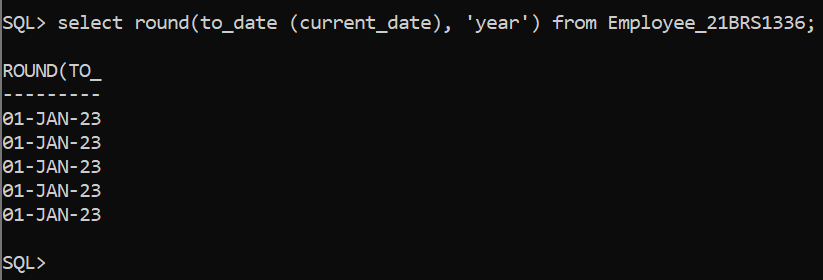 SQL> select round(to_date (current_date), 'year') from Employee_21BRS1336;
ROUND(TO_
---------
01-JAN-23
01-JAN-23
01-JAN-23
01-JAN-23
01-JAN-23
SQL>